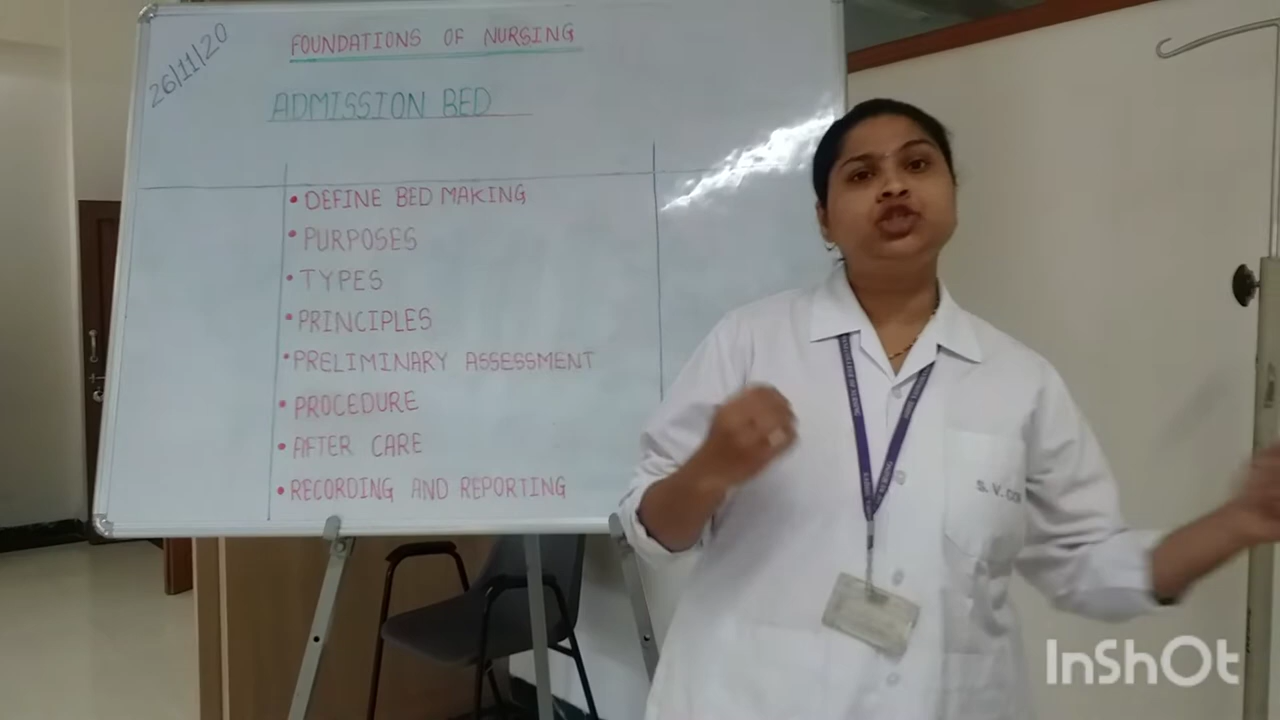 26/11/20
FOUNDATIONS OF NURSING
ADMISSION BED
• DEFINE BED MAKING
• PURPOSES
• TYPES
• PRINCIPLES
• PRELIMINARY ASSESSMENT
• PROCEDURE
• AFTER CARE
• RECORDING AND REPORTING
S. V. CO
InShOt